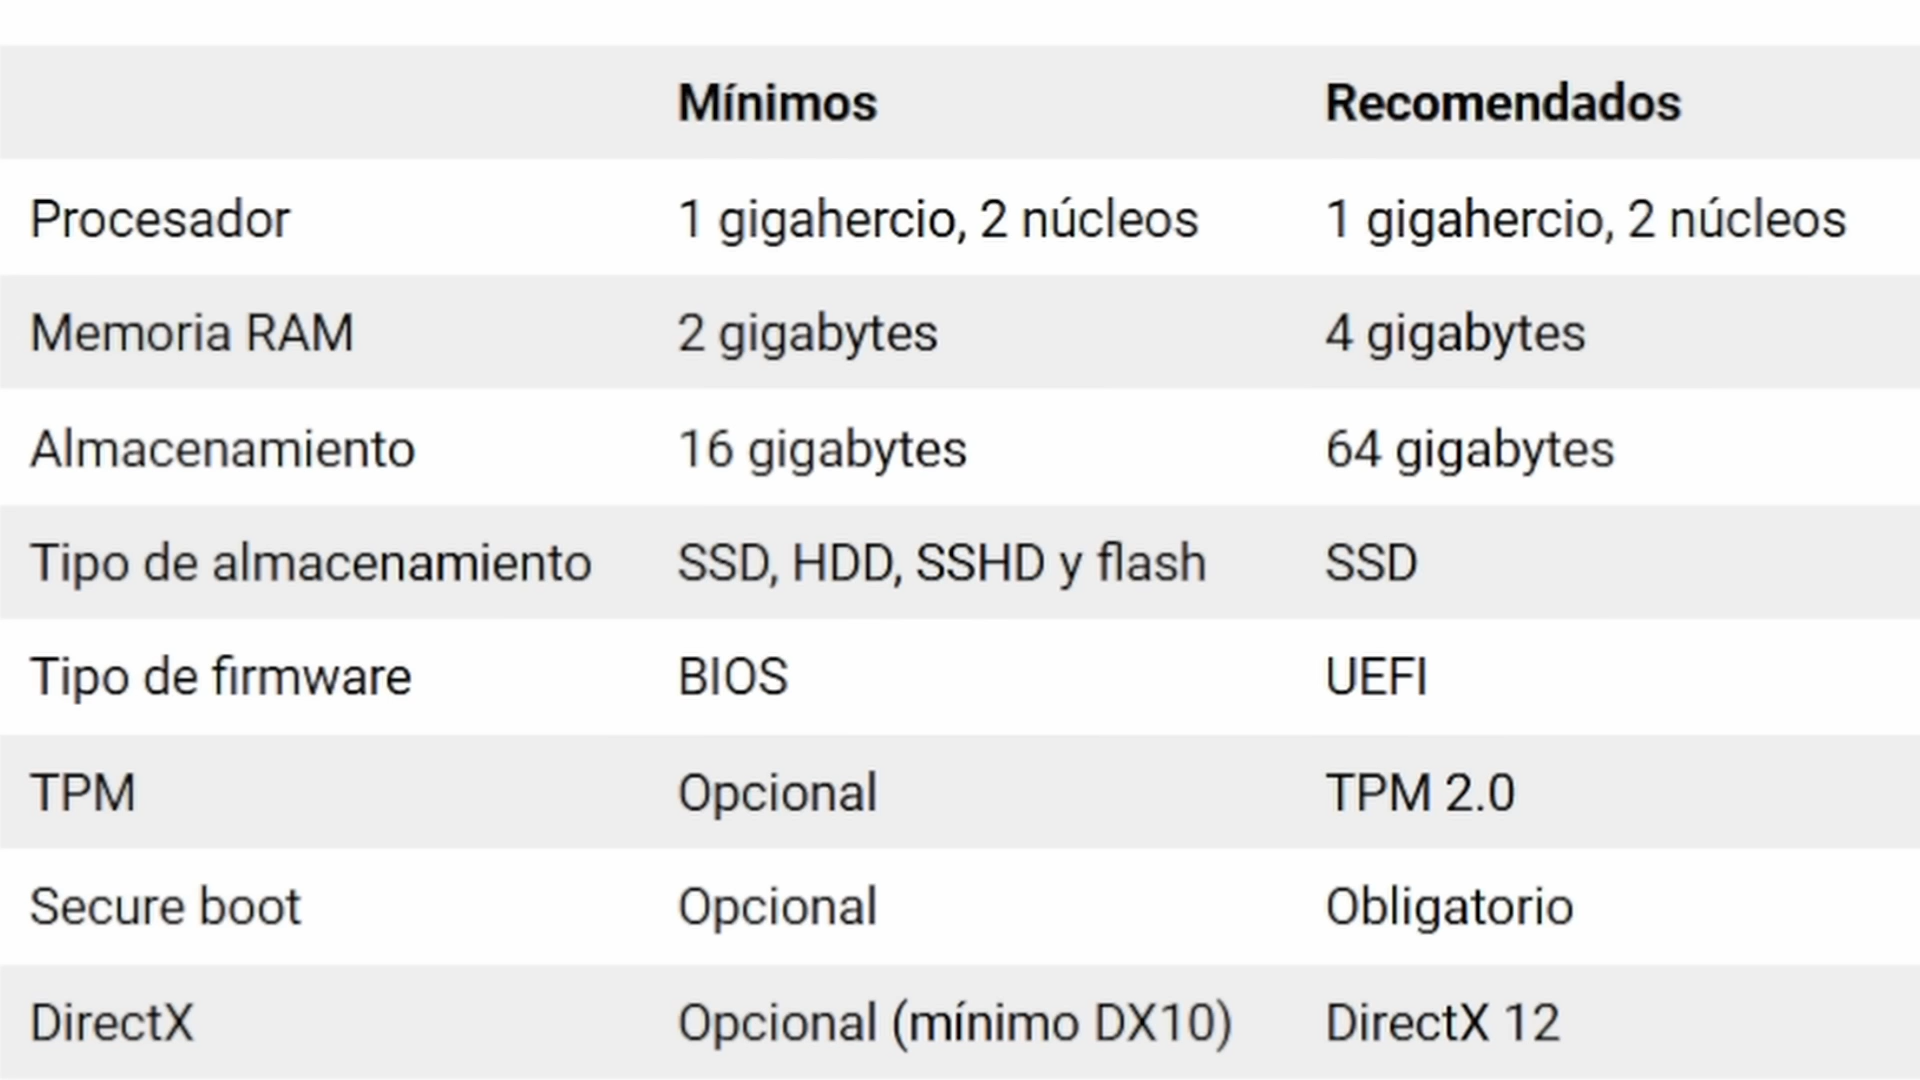 Mínimos Recomendados
Procesador 1 gigahercio, 2 núcleos 1 gigahercio, 2 núcleos
Memoria RAM 2 gigabytes 4 gigabytes
Almacenamiento 16 gigabytes 64 gigabytes
Tipo de almacenamiento SSD, HDD, SSHD y flash SSD
Tipo de firmware BIOS UEFI
TPM Opcional TPM 2.0
Secure boot Opcional Obligatorio
DirectX Opcional (mínimo DX10) DirectX 12